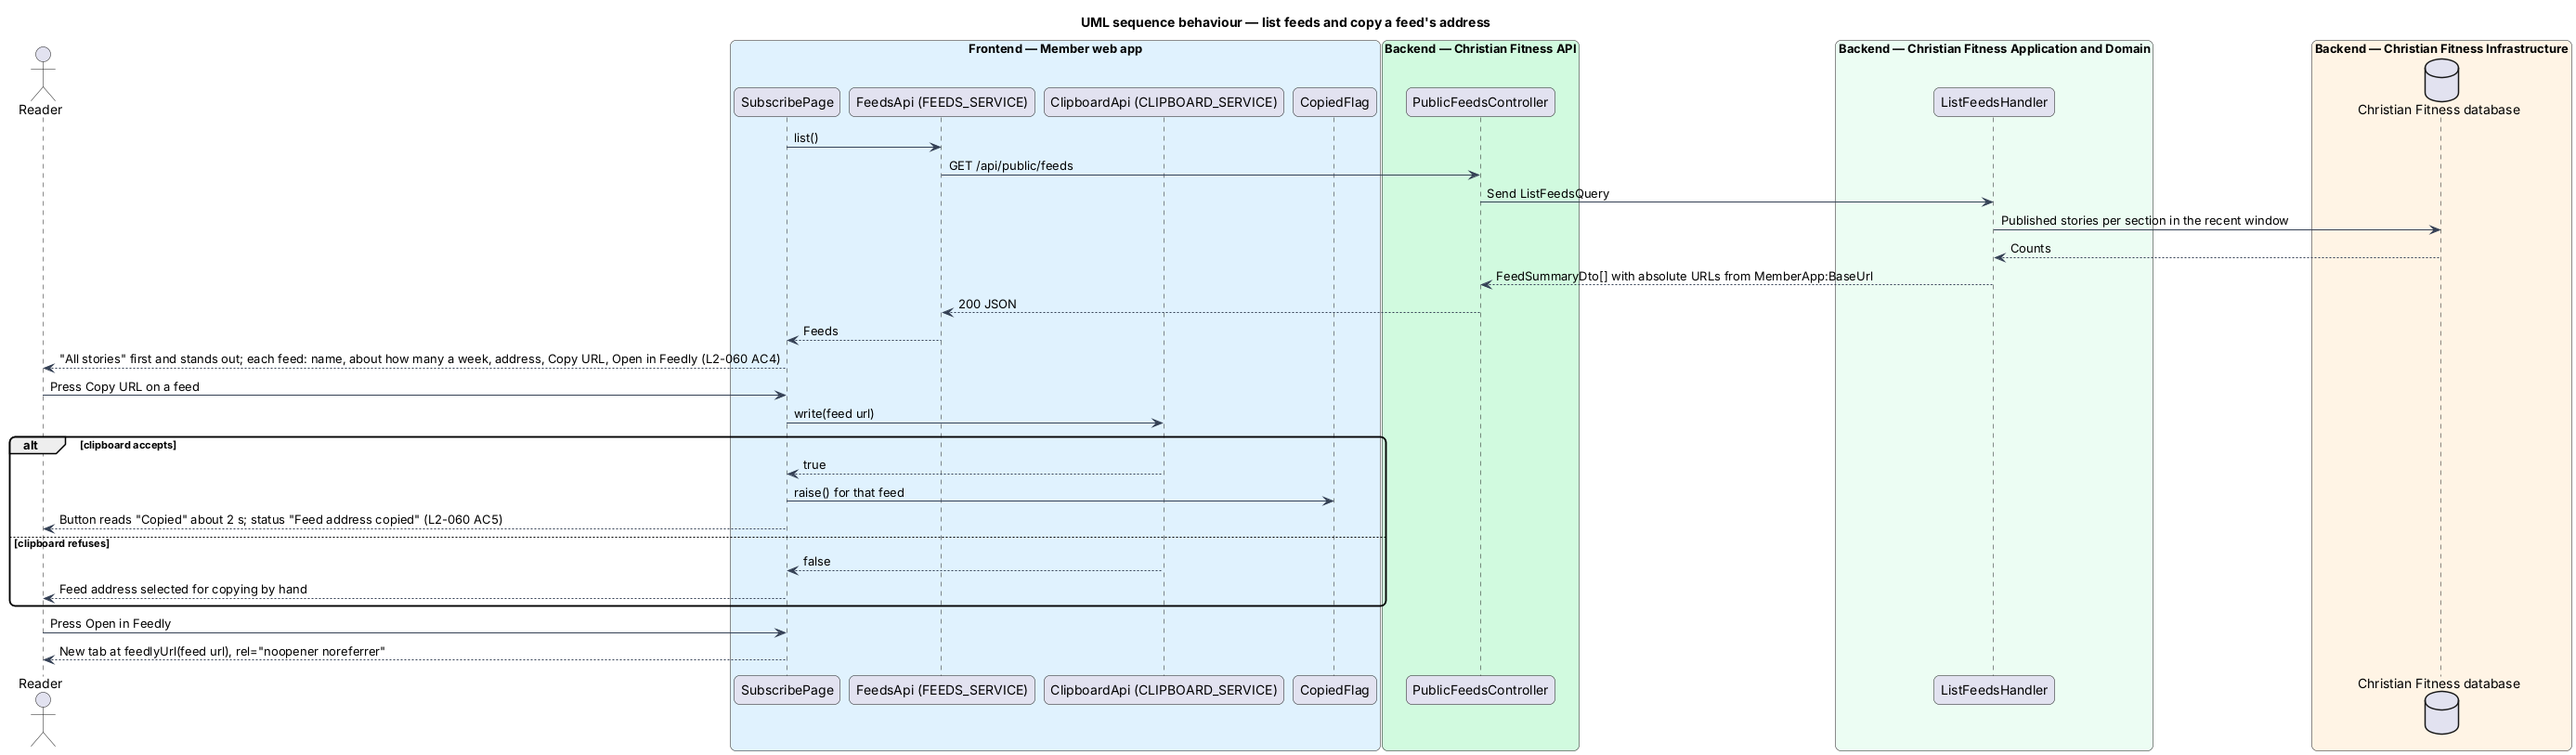 UML sequence behaviour — list feeds and copy a feed's address
Frontend — Member web app
Backend — Christian Fitness API
Backend — Christian Fitness Application and Domain
Backend — Christian Fitness Infrastructure
Reader
SubscribePage
FeedsApi (FEEDS_SERVICE)
ClipboardApi (CLIPBOARD_SERVICE)
CopiedFlag
PublicFeedsController
ListFeedsHandler
Christian Fitness database
list()
GET /api/public/feeds
Send ListFeedsQuery
Published stories per section in the recent window
Counts
FeedSummaryDto[] with absolute URLs from MemberApp:BaseUrl
200 JSON
Feeds
"All stories" first and stands out; each feed: name, about how many a week, address, Copy URL, Open in Feedly (L2-060 AC4)
Press Copy URL on a feed
write(feed url)
alt [clipboard accepts]
true
raise() for that feed
Button reads "Copied" about 2 s; status "Feed address copied" (L2-060 AC5)
[clipboard refuses]
false
Feed address selected for copying by hand
Press Open in Feedly
New tab at feedlyUrl(feed url), rel="noopener noreferrer"
Reader
SubscribePage
FeedsApi (FEEDS_SERVICE)
ClipboardApi (CLIPBOARD_SERVICE)
CopiedFlag
PublicFeedsController
ListFeedsHandler
Christian Fitness database